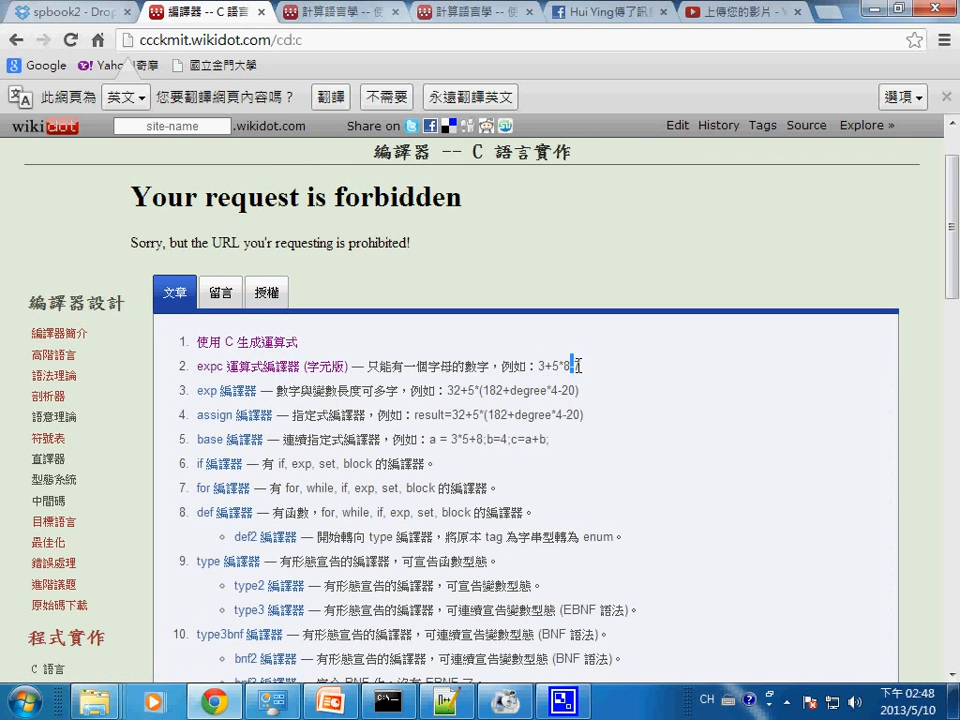 spbook2 - Drop
編譯器 -- C 語言
計算語言學 -- 使
計算語言學 -- 使
Hui Ying傳了訊息
上傳您的影片 - Y
ccckmit.wikidot.com/cd:c
Google
Yaho
奇摩
國立金門大學
此網頁為
英文
您要翻譯網頁內容嗎？
翻譯
不需要
永遠翻譯英文
選項
wikidot
site-name
.wikidot.com
Share on
Edit
History
Tags
Source
Explore »
編譯器 -- C 語言實作
Your request is forbidden
Sorry, but the URL you'r requesting is prohibited!
文章
留言
授權
編譯器設計
編譯器簡介
高階語言
語法理論
剖析器
語意理論
符號表
直譯器
型態系統
中間碼
目標語言
最佳化
錯誤處理
進階議題
原始碼下載
程式實作
C 語言
1. 使用 C 生成運算式
2. expc 運算式編譯器 (字元版) — 只能有一個字母的數字，例如：3+5*8
3. exp 編譯器 — 數字與變數長度可多字，例如：32+5*(182+degree*4-20)
4. assign 編譯器 — 指定式編譯器，例如：result=32+5*(182+degree*4-20)
5. base 編譯器 — 連續指定式編譯器，例如：a = 3*5+8;b=4;c=a+b;
6. if 編譯器 — 有 if, exp, set, block 的編譯器。
7. for 編譯器 — 有 for, while, if, exp, set, block 的編譯器。
8. def 編譯器 — 有函數，for, while, if, exp, set, block 的編譯器。
def2 編譯器 — 開始轉向 type 編譯器，將原本 tag 為字串型轉為 enum。
9. type 編譯器 — 有形態宣告的編譯器，可宣告函數型態。
type2 編譯器 — 有形態宣告的編譯器，可宣告變數型態。
type3 編譯器 — 有形態宣告的編譯器，可連續宣告變數型態 (EBNF 語法)。
10. type3bnf 編譯器 — 有形態宣告的編譯器，可連續宣告變數型態 (BNF 語法)。
bnf2 編譯器 — 有形態宣告的編譯器，可連續宣告變數型態 (BNF 語法)。
CH
下午 02:48
2013/5/10